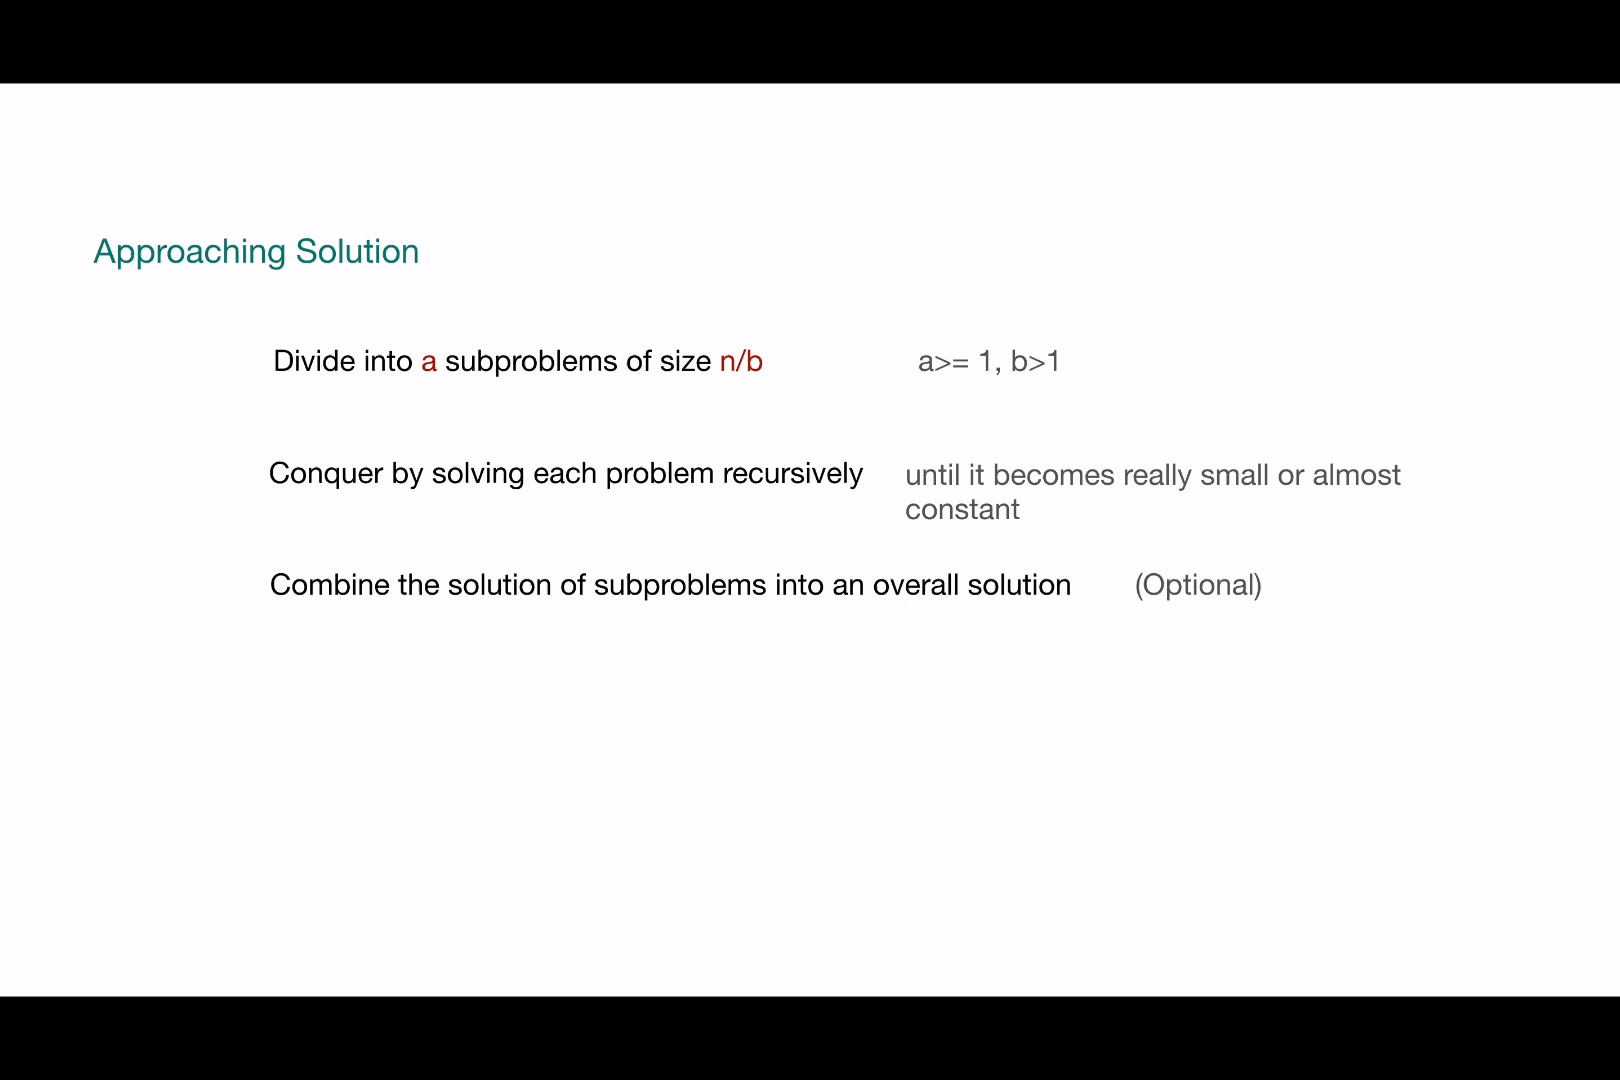 Approaching Solution
Divide into a subproblems of size n/b a>= 1, b>1
Conquer by solving each problem recursively until it becomes really small or almost
constant
Combine the solution of subproblems into an overall solution (Optional)